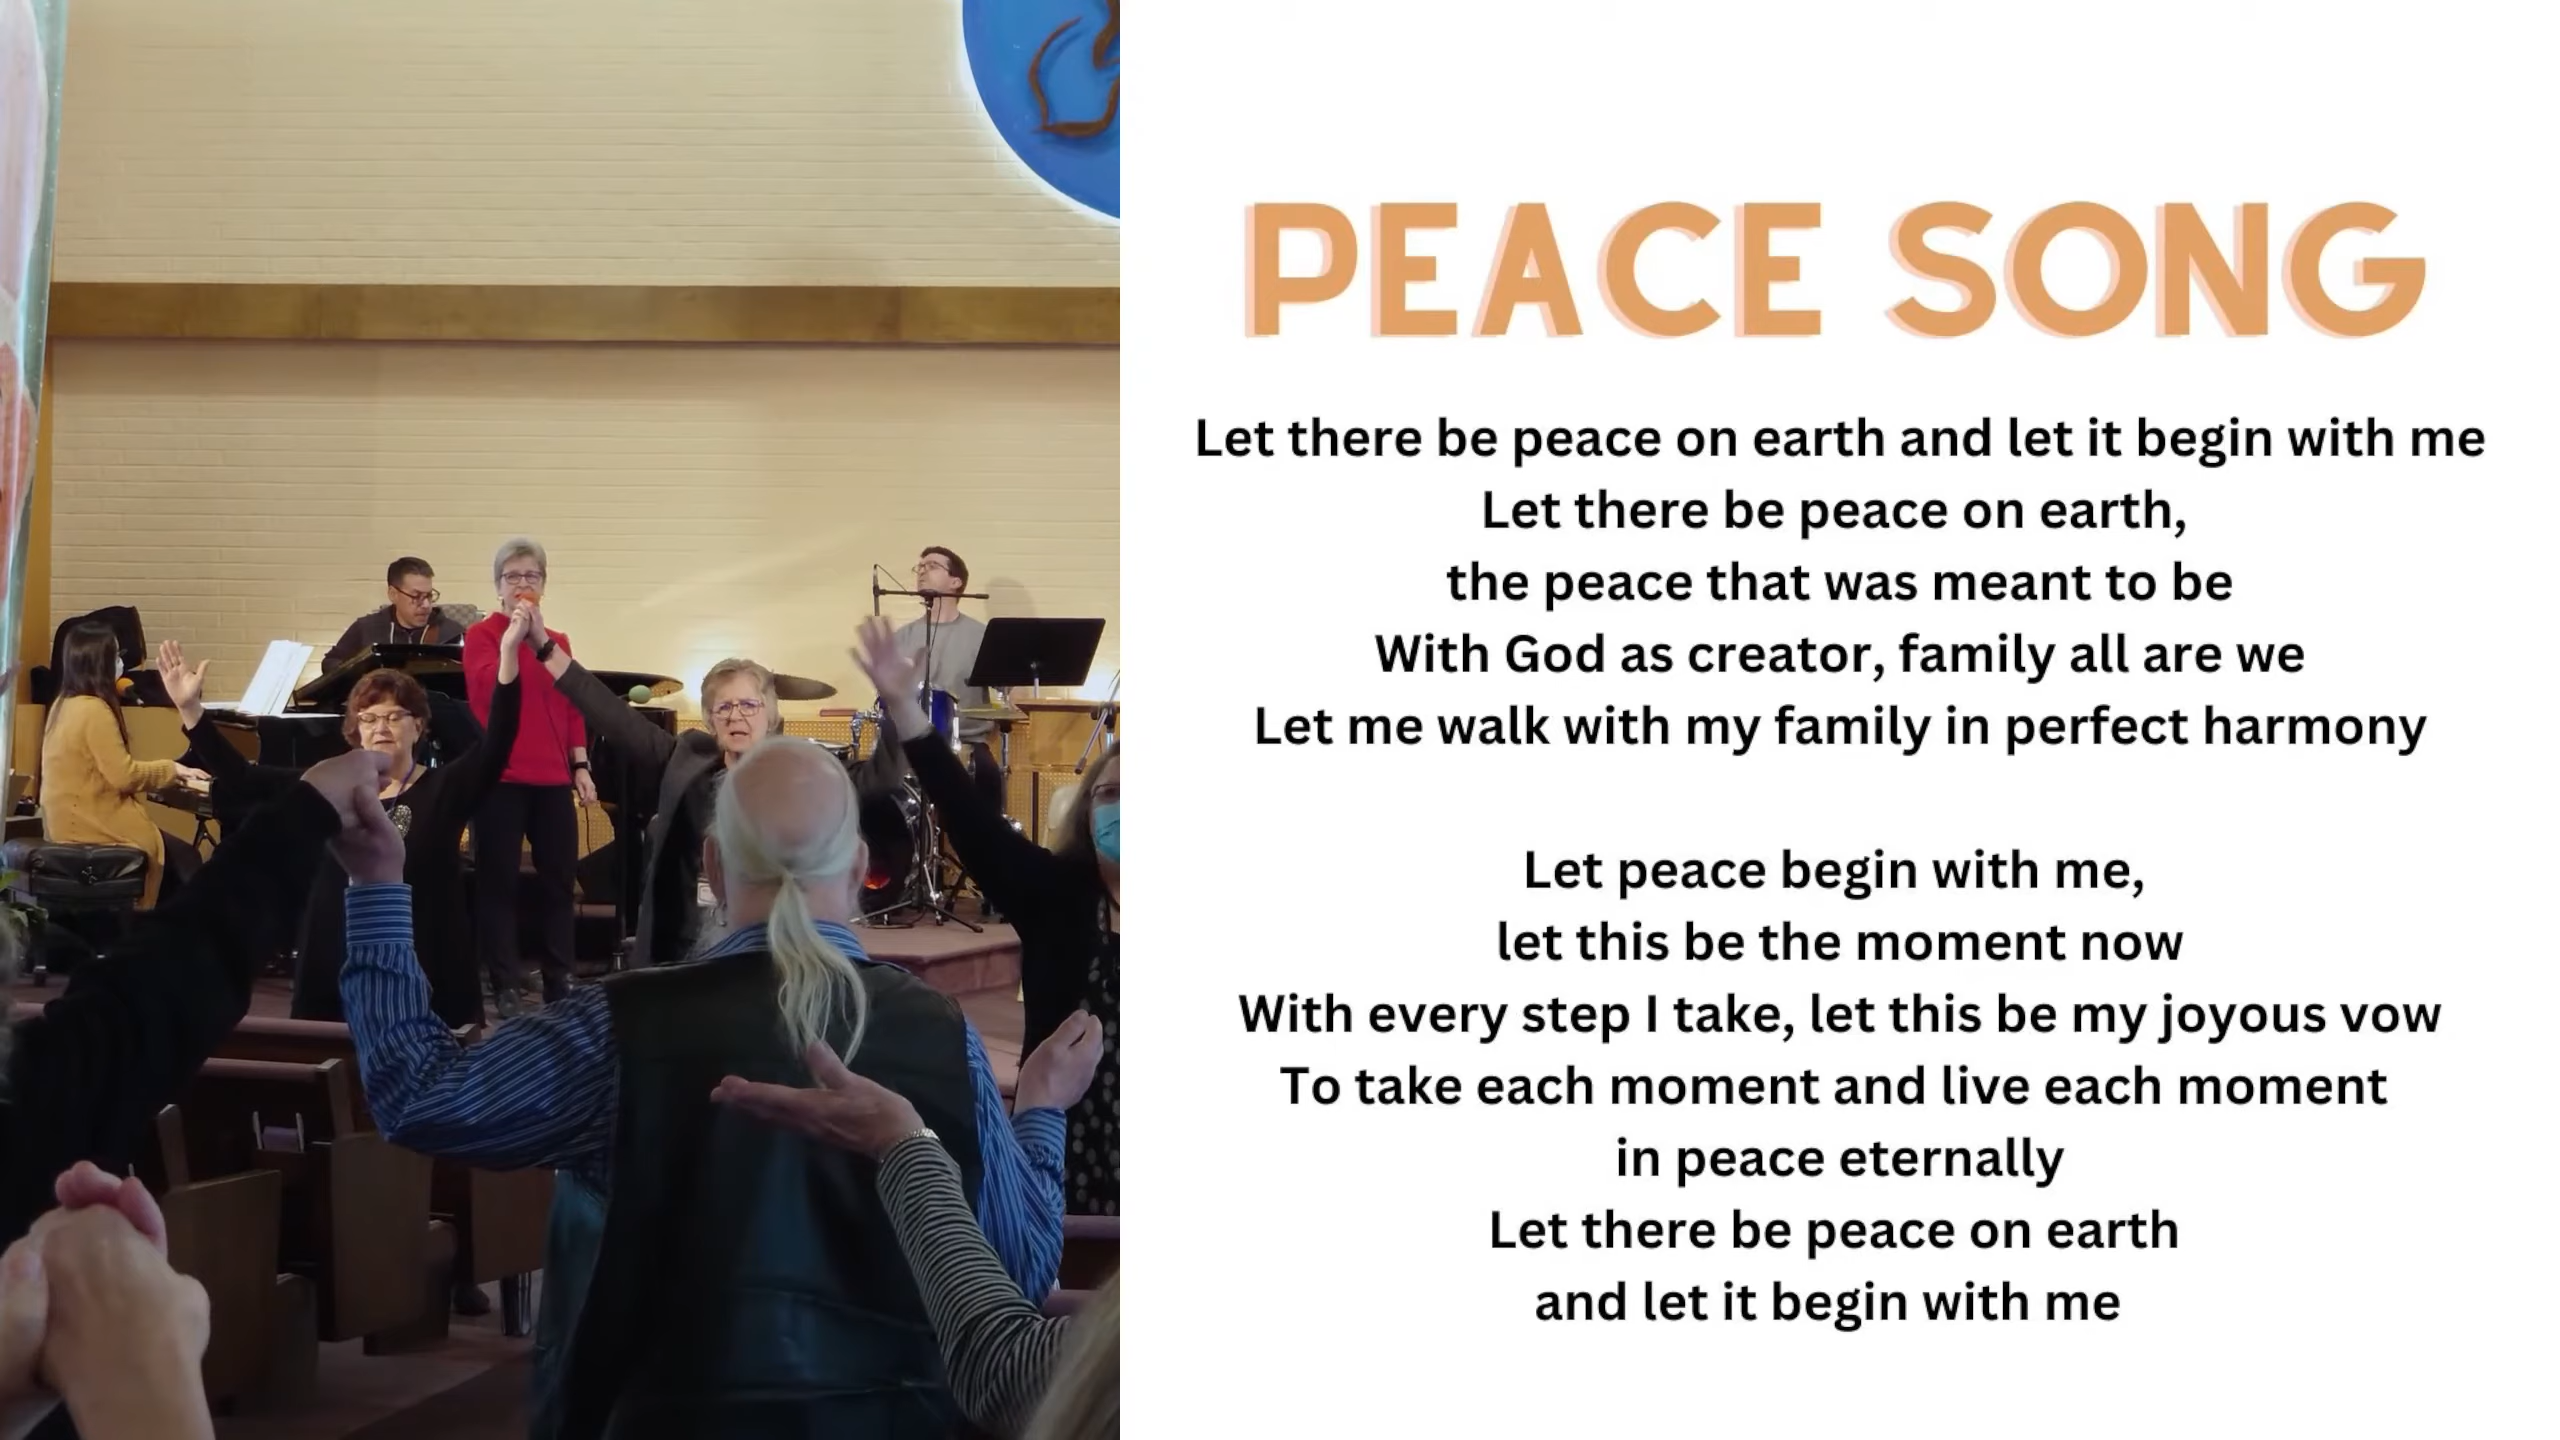 PEACE SONG
Let there be peace on earth and let it begin with me
Let there be peace on earth,
the peace that was meant to be
With God as creator, family all are we
Let me walk with my family in perfect harmony
Let peace begin with me,
let this be the moment now
With every step I take, let this be my joyous vow
To take each moment and live each moment
in peace eternally
Let there be peace on earth
and let it begin with me